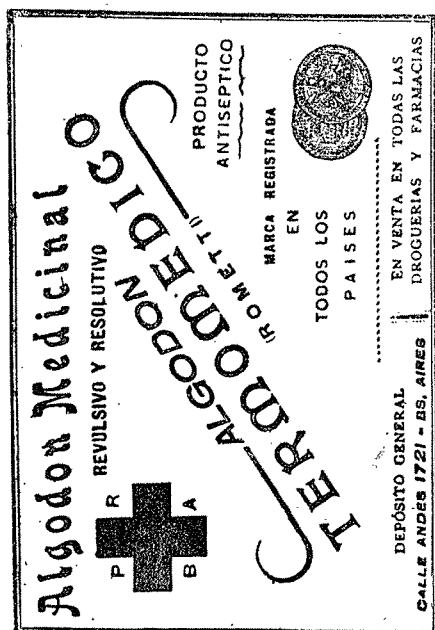 Algodon Medicinal
REVULSIVO Y RESOLUTIVO
P R
B A
ALGODON
TERMOMEDICO
(ROMETTI)
PRODUCTO
ANTISEPTICO
MARCA REGISTRADA
EN
TODOS LOS
PAISES
DEPÓSITO GENERAL
CALLE ANDES 1721 - BS. AIRES
EN VENTA EN TODAS LAS
DROGUERIAS Y FARMACIAS